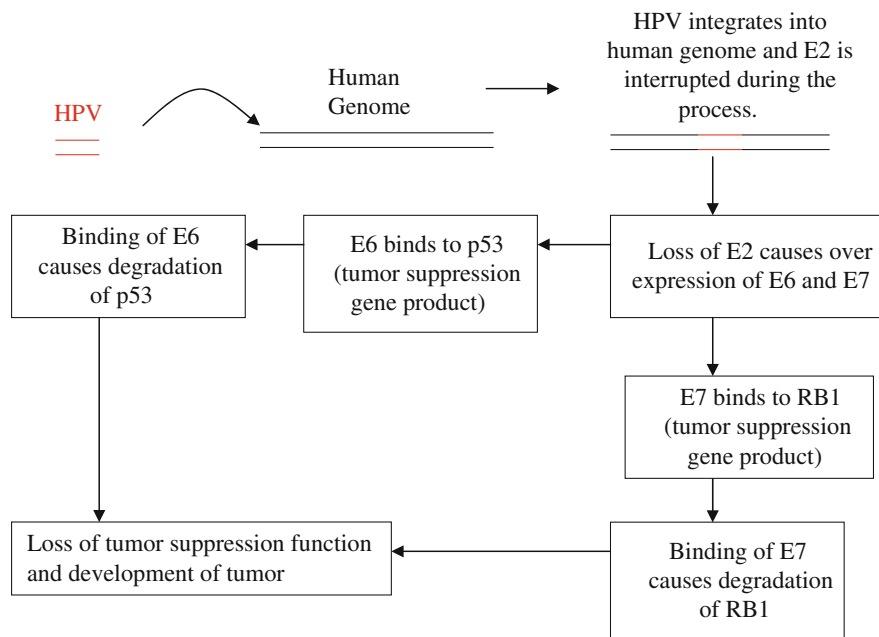 HPV
Human
Genome
HPV integrates into
human genome and E2 is
interrupted during the
process.
Binding of E6
causes degradation
of p53
E6 binds to p53
(tumor suppression
gene product)
Loss of E2 causes over
expression of E6 and E7
E7 binds to RB1
(tumor suppression
gene product)
Loss of tumor suppression function
and development of tumor
Binding of E7
causes degradation
of RB1